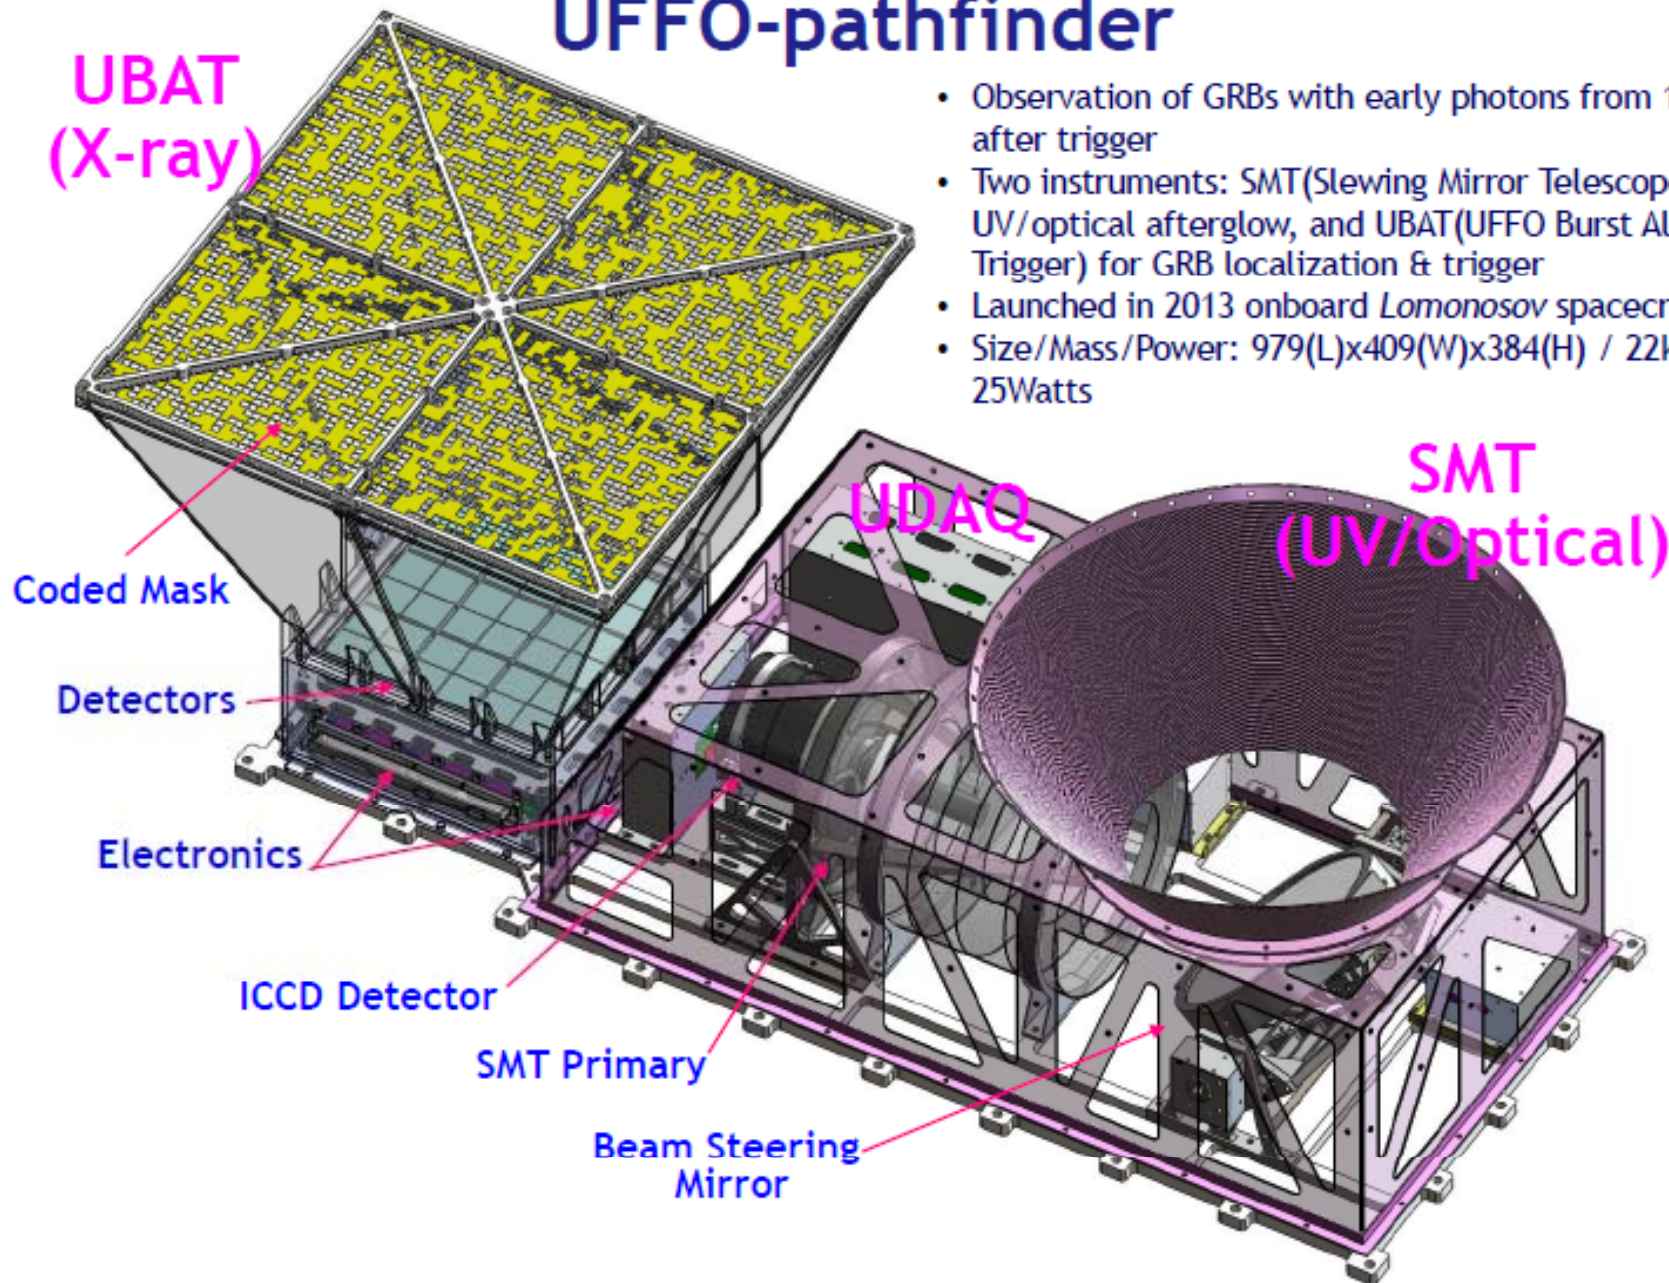 UFFO-pathfinder
UBAT
(X-ray)
• Observation of GRBs with early photons from
after trigger
• Two instruments: SMT(Slewing Mirror Telescope
UV/optical afterglow, and UBAT(UFFO Burst
Trigger) for GRB localization & trigger
• Launched in 2013 onboard Lomonosov
• Size/Mass/Power: 979(L)x409(W)x384(H) /
25Watts
SMT
(UV/Optical)
UDAQ
Coded Mask
Detectors
Electronics
ICCD Detector
SMT Primary
Beam Steering
Mirror